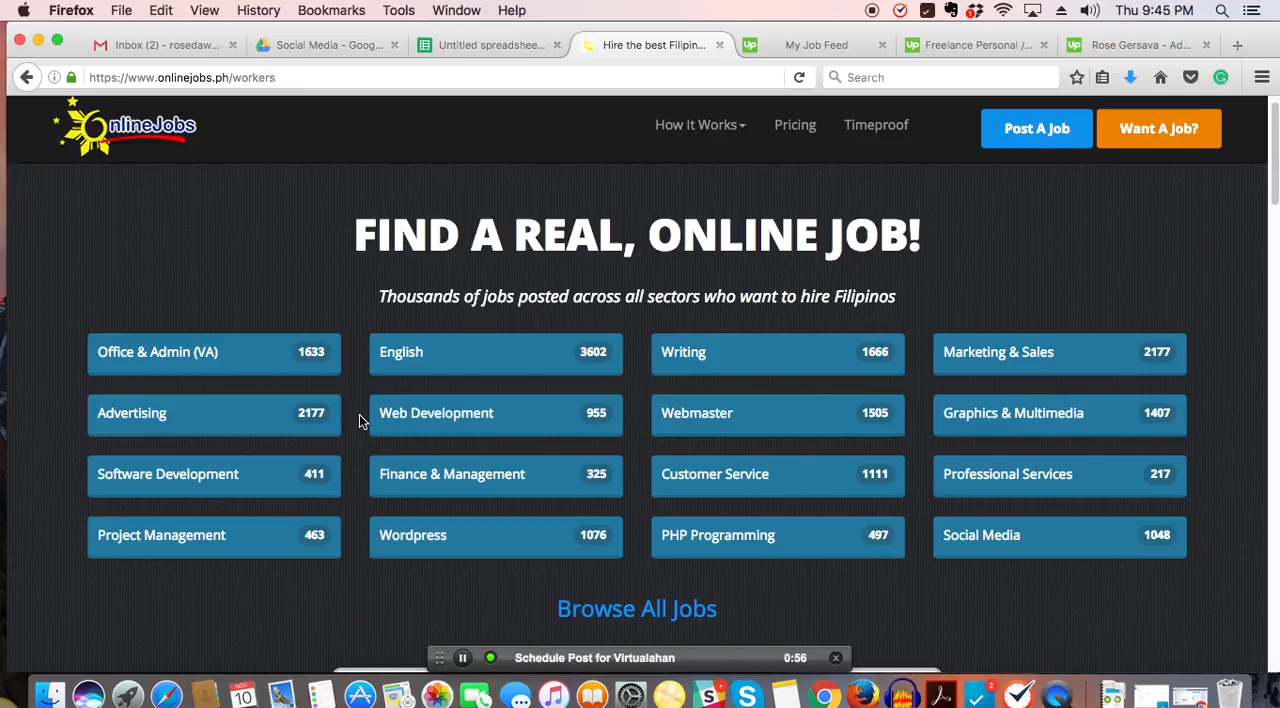 Firefox File Edit View History Bookmarks Tools Window Help Thu 9:45 PM
Inbox (2) - rosedaw... Social Media - Goog... Untitled spreadshee... Hire the best Filipin... My Job Feed Freelance Personal /... Rose Gersava - Ad...
https://www.onlinejobs.ph/workers Search
OnlineJobs How It Works Pricing Timeproof Post A Job Want A Job?
FIND A REAL, ONLINE JOB!
Thousands of jobs posted across all sectors who want to hire Filipinos
Office & Admin (VA) 1633 English 3602 Writing 1666 Marketing & Sales 2177
Advertising 2177 Web Development 955 Webmaster 1505 Graphics & Multimedia 1407
Software Development 411 Finance & Management 325 Customer Service 1111 Professional Services 217
Project Management 463 Wordpress 1076 PHP Programming 497 Social Media 1048
Browse All Jobs
Schedule Post for Virtualahan 0:56
NOV 10 2